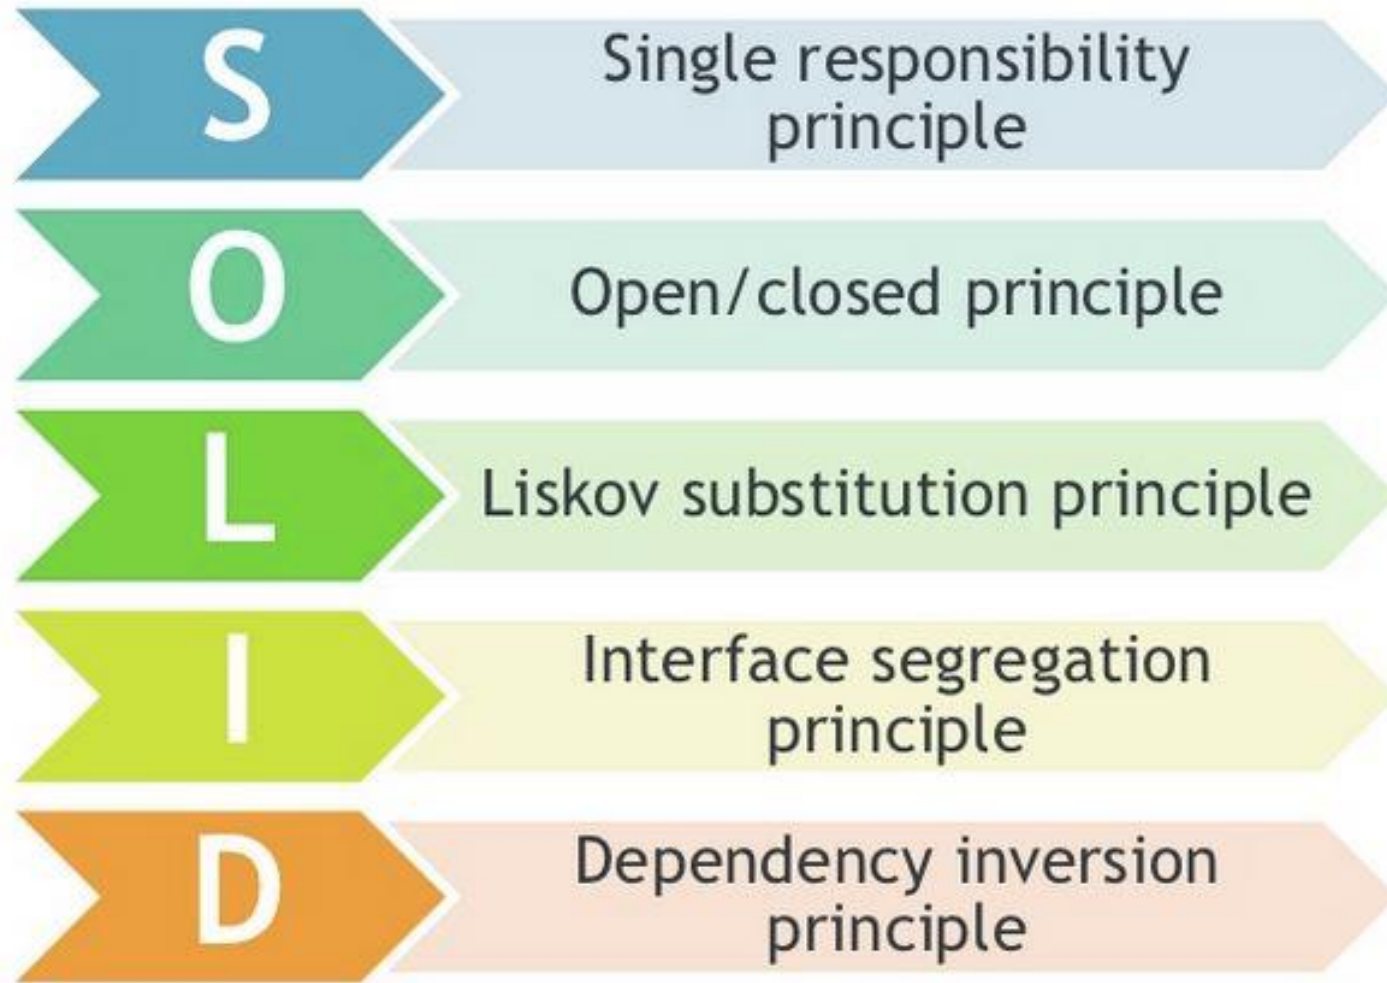 S
Single responsibility
principle
O
Open/closed principle
L
Liskov substitution principle
I
Interface segregation
principle
D
Dependency inversion
principle